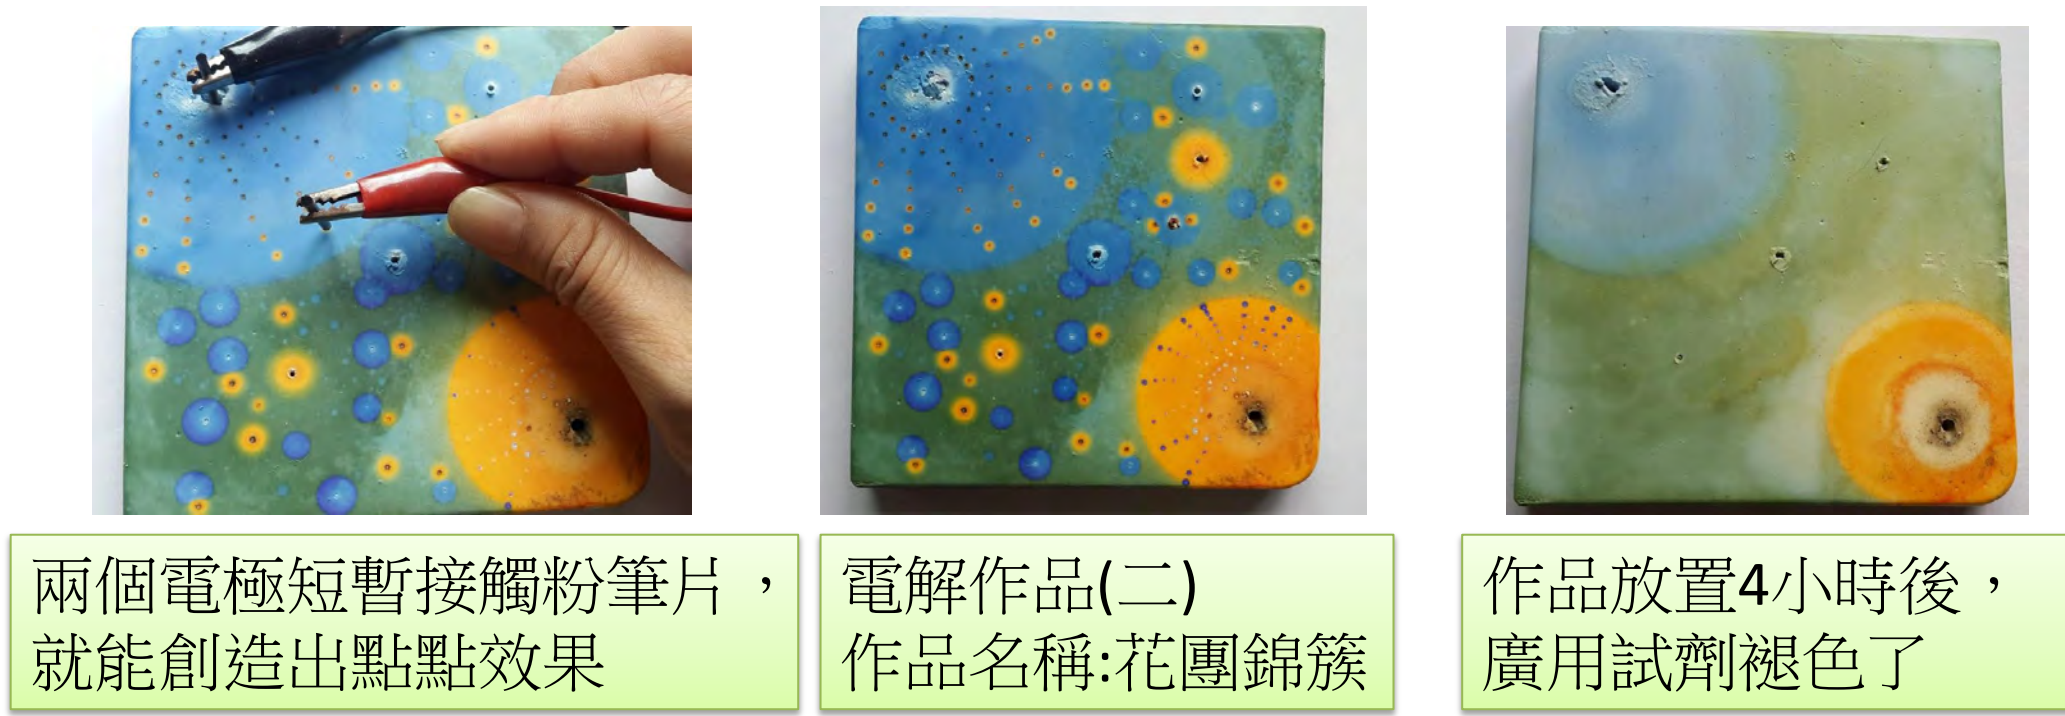 兩個電極短暫接觸粉筆片，
就能創造出點點效果
電解作品(二)
作品名稱:花團錦簇
作品放置4小時後，
廣用試劑褪色了